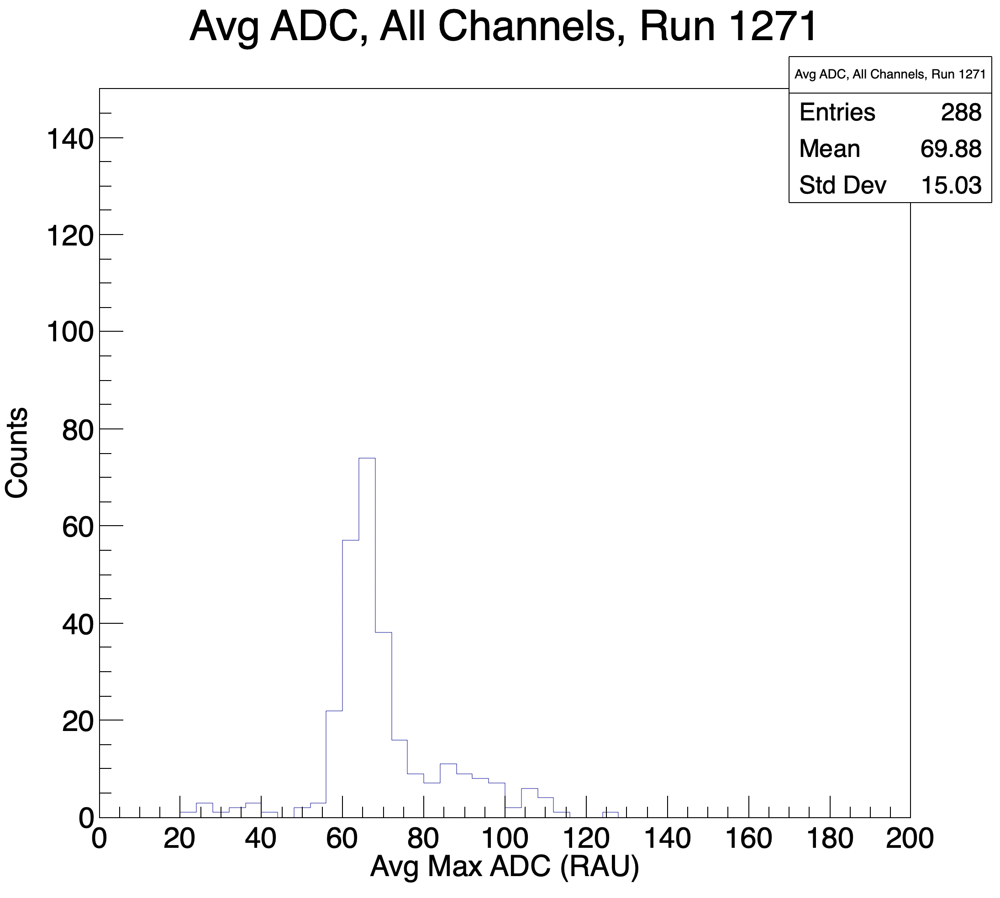 Avg ADC, All Channels, Run 1271
Avg ADC, All Channels, Run 1271
Entries 288
Mean 69.88
Std Dev 15.03
140
120
100
80
60
40
20
0
Counts
0 20 40 60 80 100 120 140 160 180 200
Avg Max ADC (RAU)